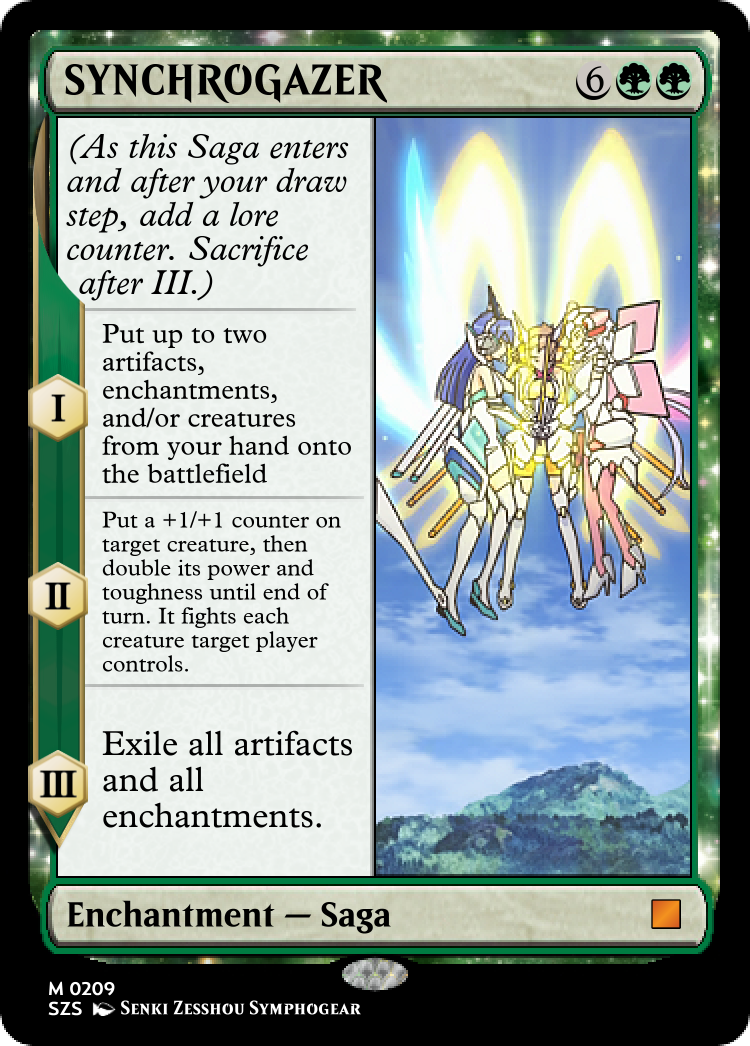 SYNCHROGAZER 6
(As this Saga enters
and after your draw
step, add a lore
counter. Sacrifice
after III.)
I
Put up to two
artifacts,
enchantments,
and/or creatures
from your hand onto
the battlefield
II
Put a +1/+1 counter on
target creature, then
double its power and
toughness until end of
turn. It fights each
creature target player
controls.
III
Exile all artifacts
and all
enchantments.
Enchantment — Saga
M 0209
SZS Senki Zesshou Symphogear